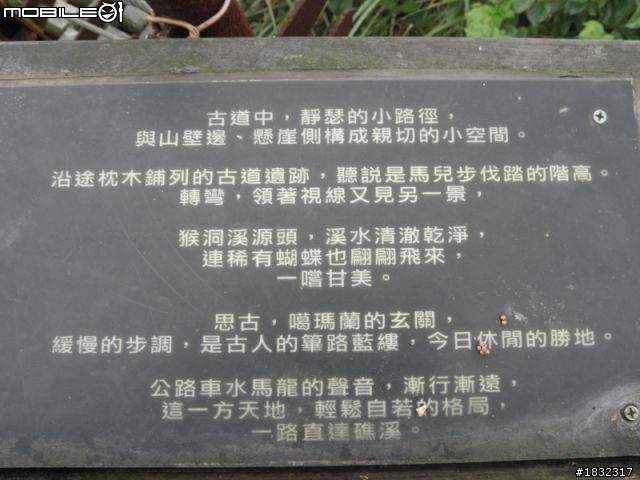 MOBILE01
古道中，靜瑟的小路徑，
與山壁邊、懸崖側構成親切的小空間。
沿途枕木鋪列的古道遺跡，聽說是馬兒步伐踏的階高。
轉彎，領著視線又見另一景，
猴洞溪源頭，溪水清澈乾淨，
連稀有蝴蝶也翩翩飛來，
一嚐甘美。
思古，噶瑪蘭的玄關，
緩慢的步調，是古人的篳路藍縷，今日休閒的勝地。
公路車水馬龍的聲音，漸行漸遠，
這一方天地，輕鬆自若的格局，
一路直達礁溪。
#1832317